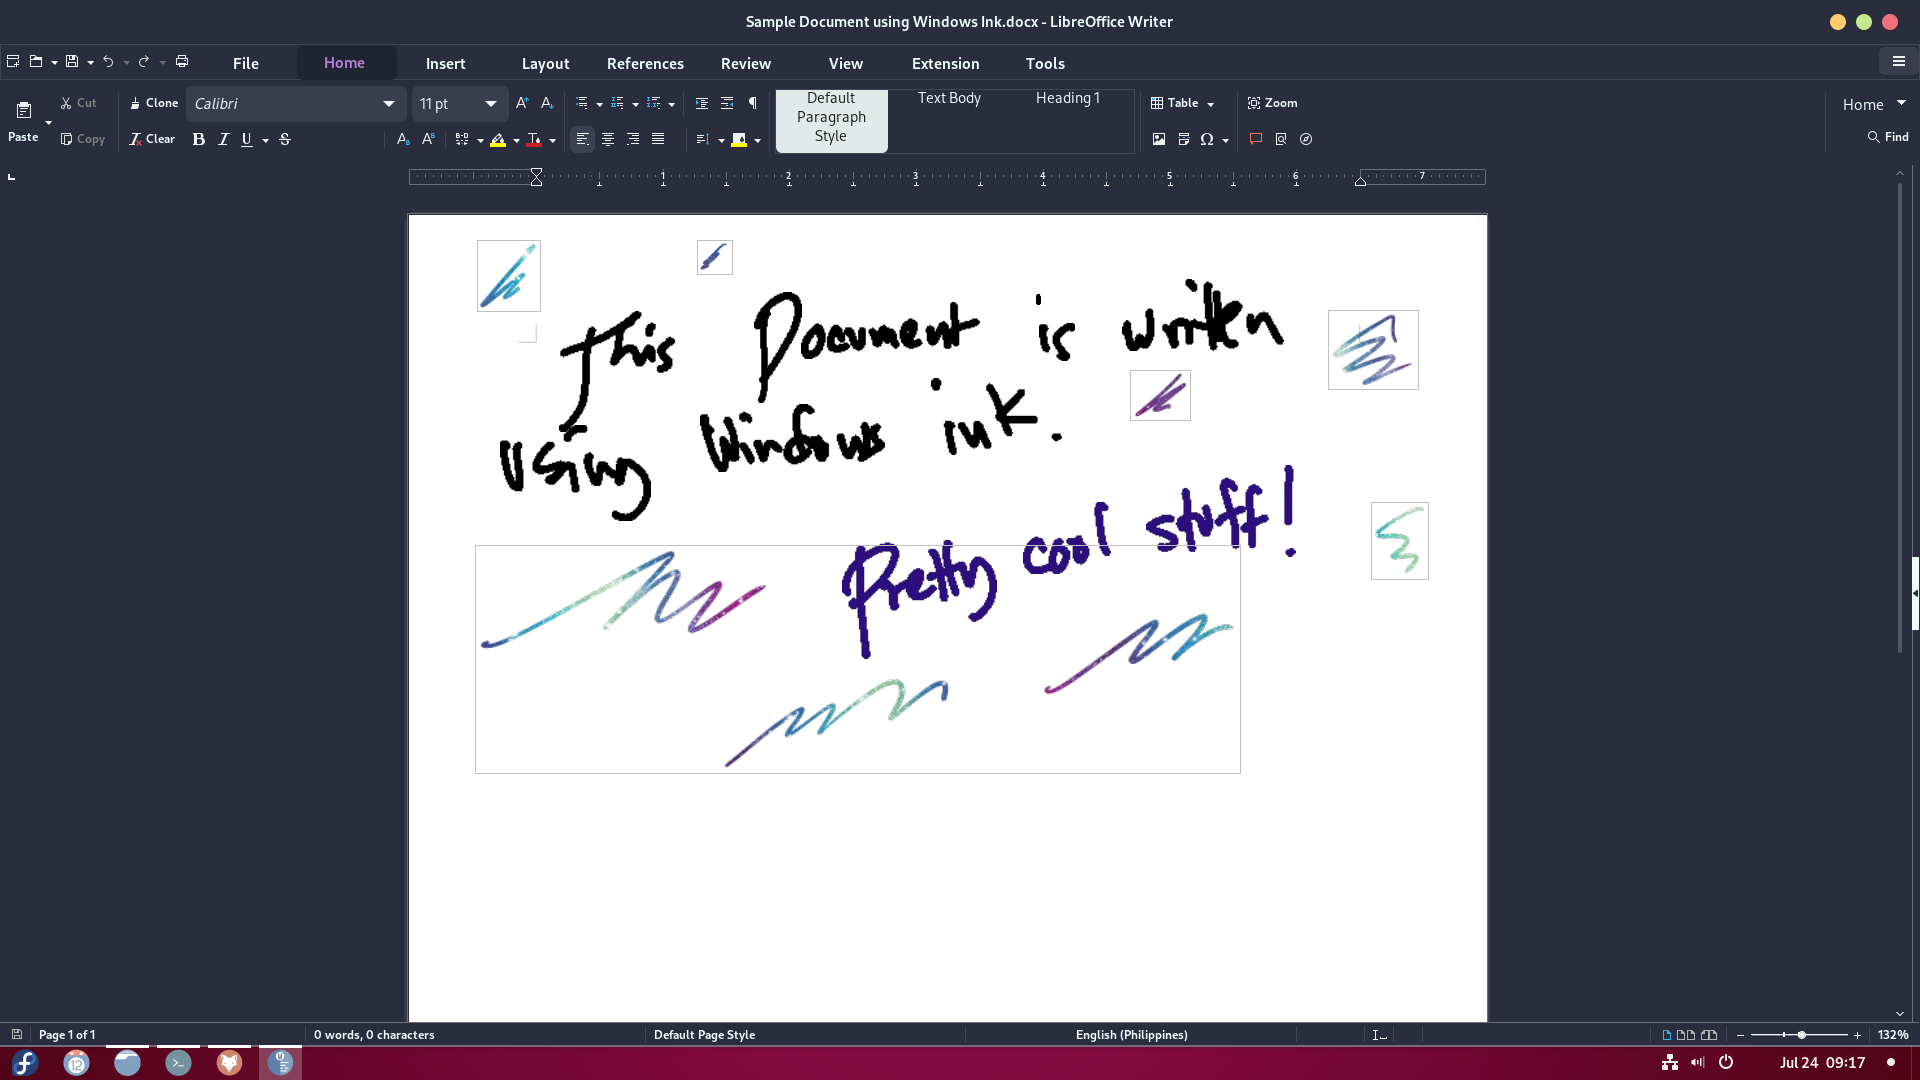 Sample Document using Windows Ink.docx - LibreOffice Writer
File Home Insert Layout References Review View Extension Tools
Paste Cut Clone Calibri 11 pt Default Paragraph Style Text Body Heading 1 Table Zoom Home
Copy Clear B I U S Find
1 2 3 4 5 6 7
This Document is written
using Windows ink.
Pretty cool stuff!
Page 1 of 1 0 words, 0 characters Default Page Style English (Philippines) 132%
12 Jul 24 09:17